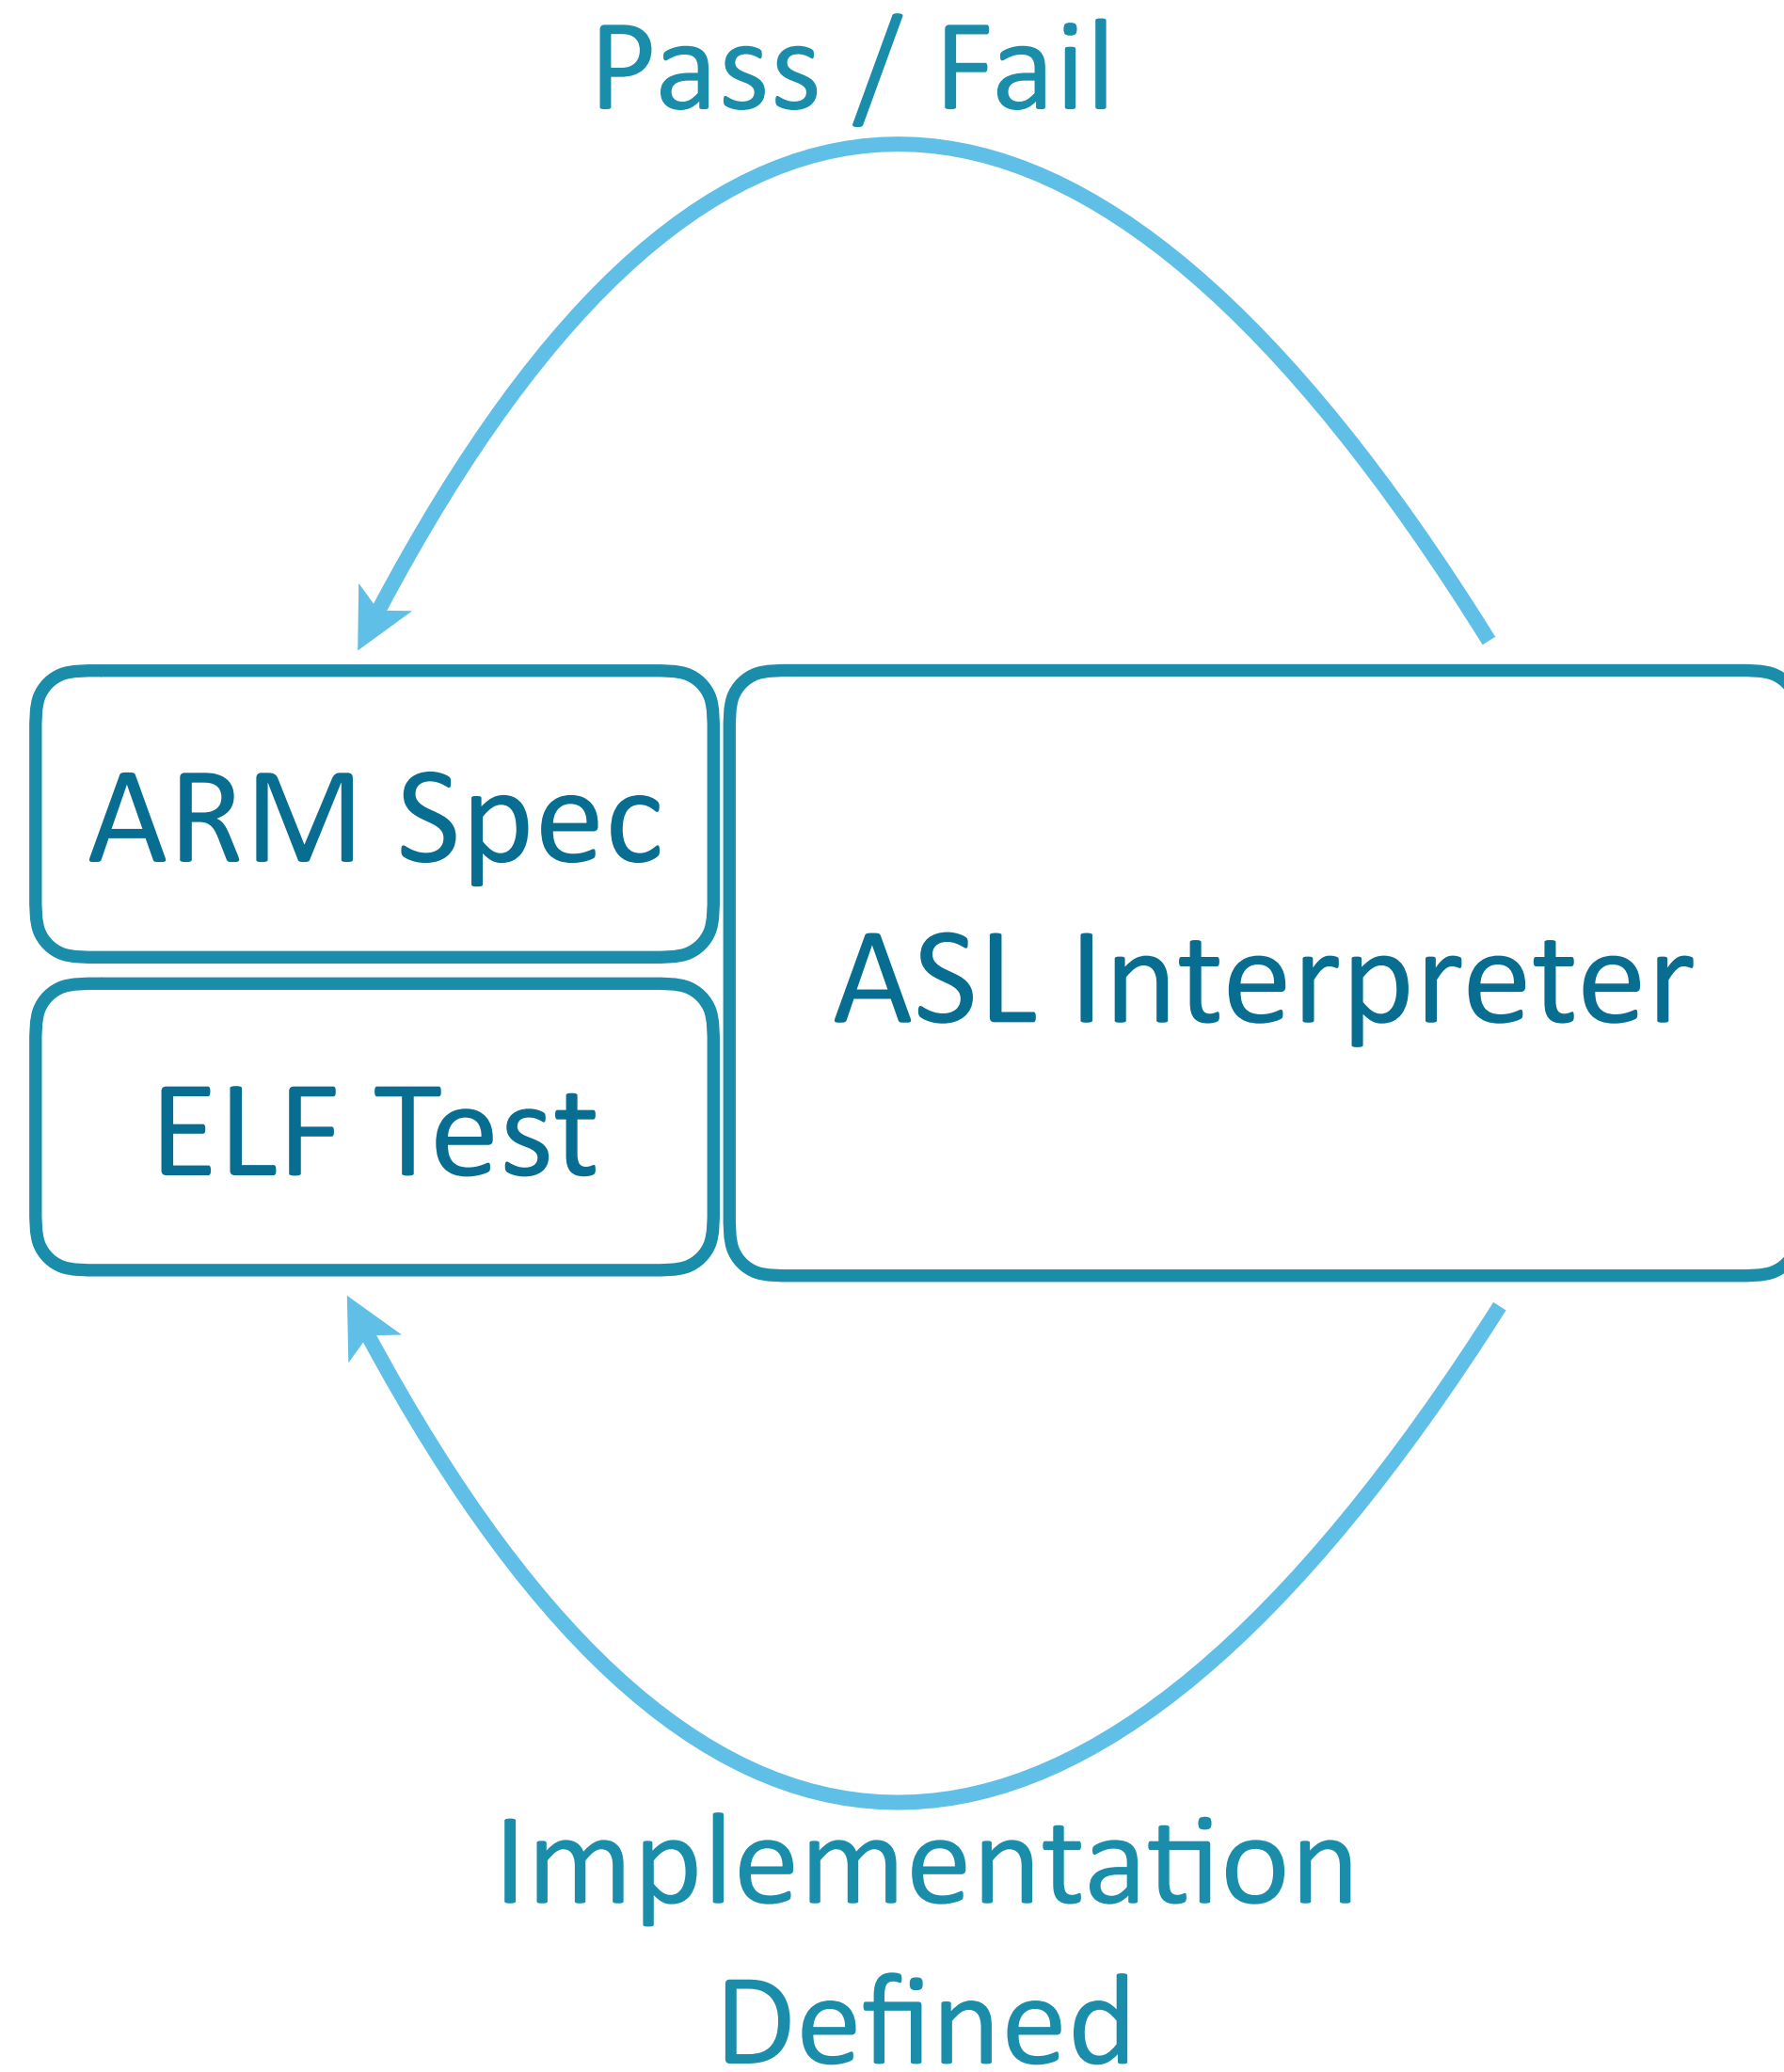 Pass / Fail
ARM Spec
ASL Interpreter
ELF Test
Implementation
Defined